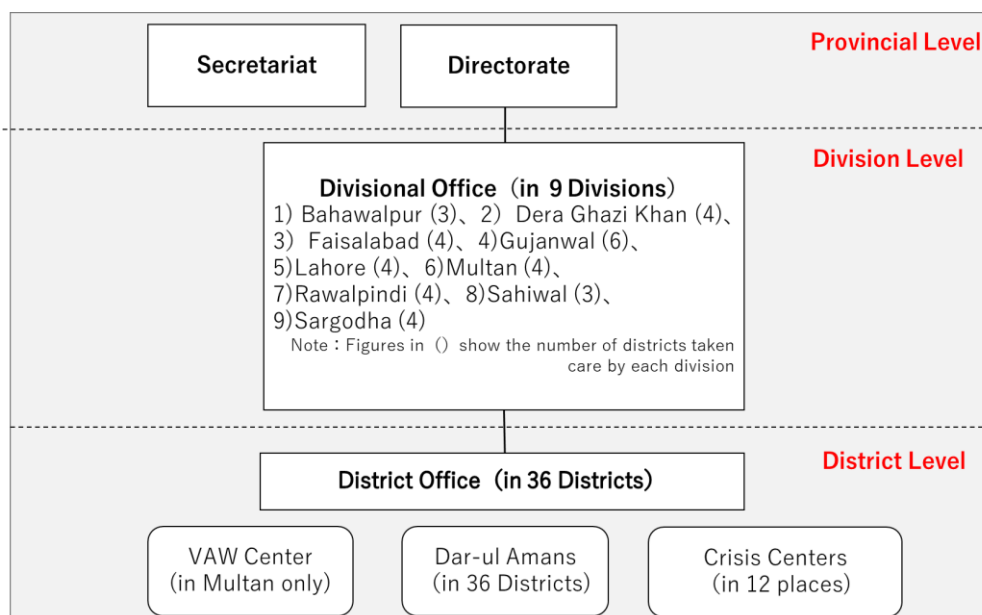 Provincial Level
Secretariat
Directorate
Division Level
Divisional Office（in 9 Divisions）
1) Bahawalpur (3)、2）Dera Ghazi Khan (4)、
3）Faisalabad (4)、4)Gujanwal (6)、
5)Lahore (4)、6)Multan (4)、
7)Rawalpindi (4)、8)Sahiwal (3)、
9)Sargodha (4)
Note：Figures in（）show the number of districts taken
care by each division
District Level
District Office（in 36 Districts）
VAW Center
(in Multan only)
Dar-ul Amans
(in 36 Districts)
Crisis Centers
(in 12 places)